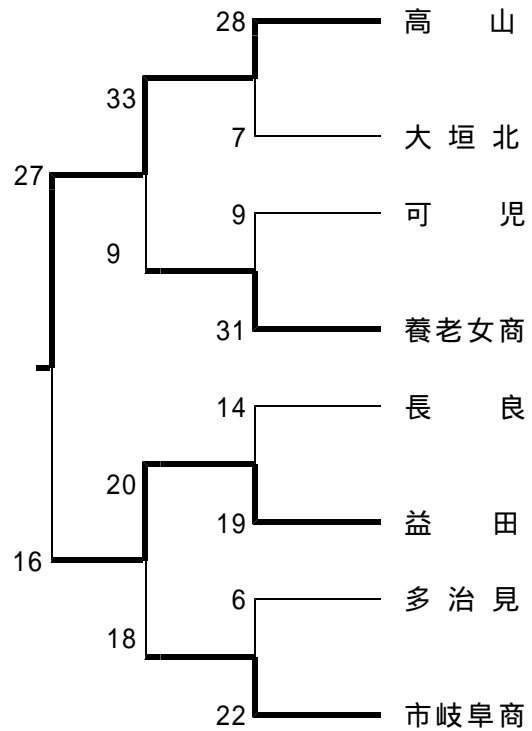 28 高山
33
7 大垣北
27
9 可児
9
31 養老女商
14 長良
20
19 益田
16
6 多治見
18
22 市岐阜商